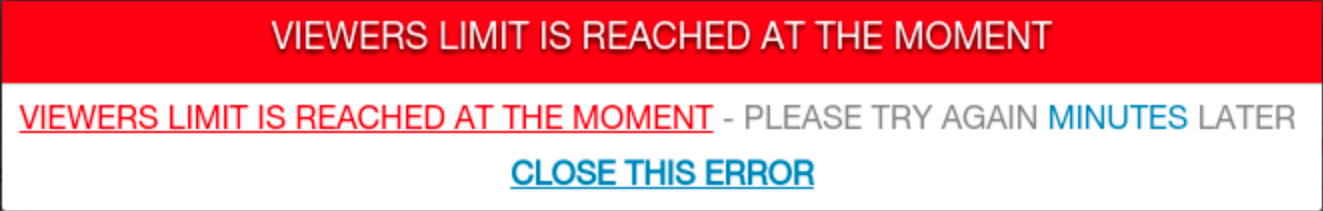 VIEWERS LIMIT IS REACHED AT THE MOMENT
VIEWERS LIMIT IS REACHED AT THE MOMENT - PLEASE TRY AGAIN MINUTES LATER
CLOSE THIS ERROR